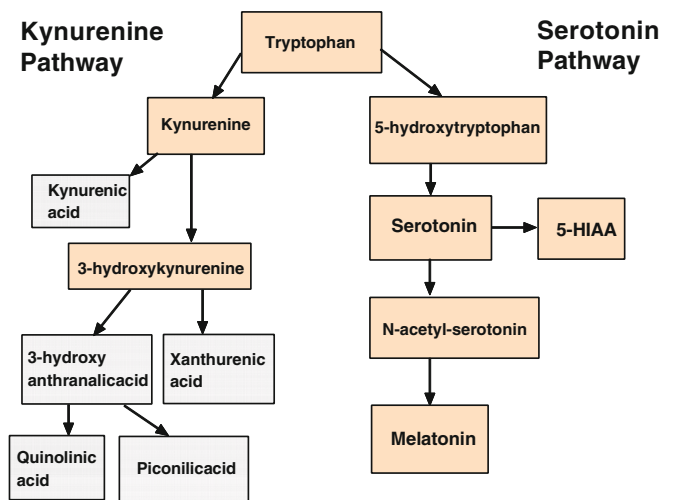 Kynurenine
Pathway
Tryptophan
Serotonin
Pathway
Kynurenine
5-hydroxytryptophan
Kynurenic
acid
Serotonin
5-HIAA
3-hydroxykynurenine
N-acetyl-serotonin
3-hydroxy
anthranalicacid
Xanthurenic
acid
Melatonin
Quinolinic
acid
Piconilicacid